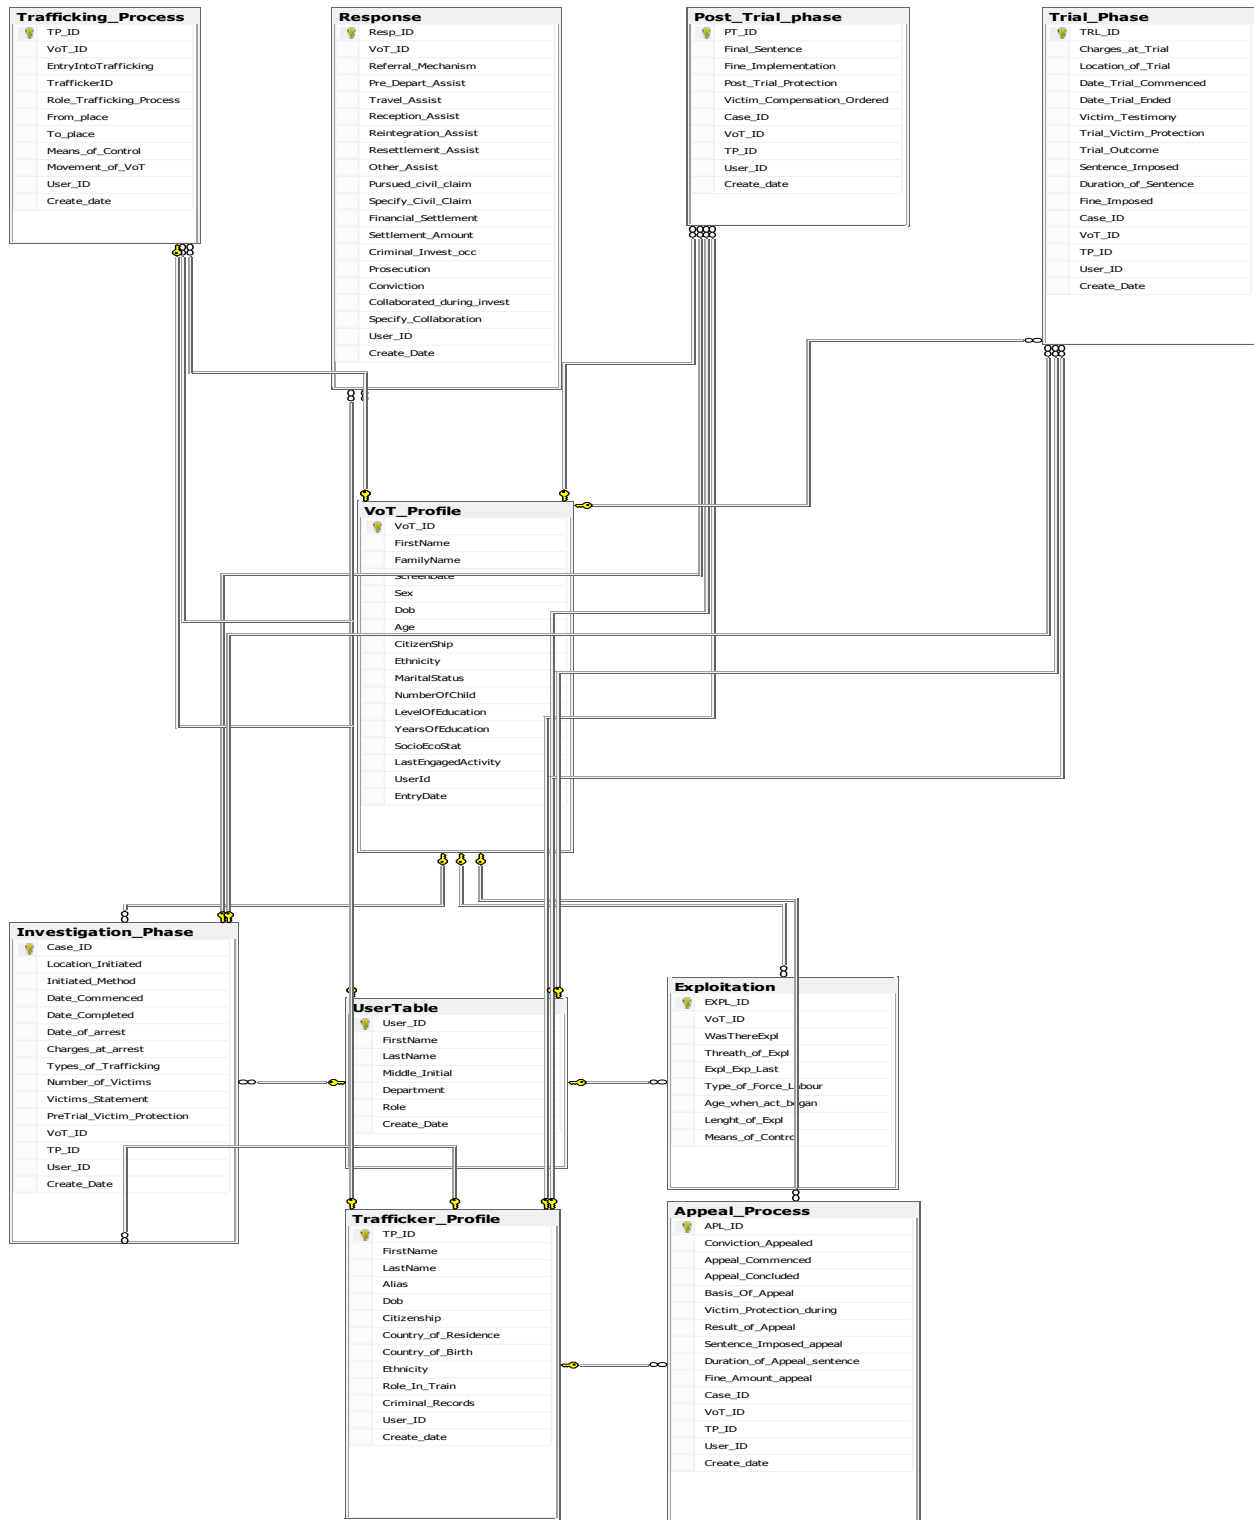 Trafficking_Process
TP_ID
VoT_ID
EntryIntoTrafficking
TraffickerID
Role_Trafficking_Process
From_place
To_place
Means_of_Control
Movement_of_VoT
User_ID
Create_date
Response
Resp_ID
VoT_ID
Referral_Mechanism
Pre_Depart_Assist
Travel_Assist
Reception_Assist
Reintegration_Assist
Resettlement_Assist
Other_Assist
Pursued_civil_claim
Specify_Civil_Claim
Financial_Settlement
Settlement_Amount
Criminal_Invest_occ
Prosecution
Conviction
Collaborated_during_invest
Specify_Collaboration
User_ID
Create_Date
Post_Trial_phase
PT_ID
Final_Sentence
Fine_Implementation
Post_Trial_Protection
Victim_Compensation_Ordered
Case_ID
VoT_ID
TP_ID
User_ID
Create_date
Trial_Phase
TRL_ID
Charges_at_Trial
Location_of_Trial
Date_Trial_Commenced
Date_Trial_Ended
Victim_Testimony
Trial_Victim_Protection
Trial_Outcome
Sentence_Imposed
Duration_of_Sentence
Fine_Imposed
Case_ID
VoT_ID
TP_ID
User_ID
Create_Date
VoT_Profile
VoT_ID
FirstName
FamilyName
ScreenDate
Sex
Dob
Age
CitizenShip
Ethnicity
MaritalStatus
NumberOfChild
LevelOfEducation
YearsOfEducation
SocioEcoStat
LastEngagedActivity
UserId
EntryDate
Investigation_Phase
Case_ID
Location_Initiated
Initiated_Method
Date_Commenced
Date_Completed
Date_of_arrest
Charges_at_arrest
Types_of_Trafficking
Number_of_Victims
Victims_Statement
PreTrial_Victim_Protection
VoT_ID
TP_ID
User_ID
Create_Date
UserTable
User_ID
FirstName
LastName
Middle_Initial
Department
Role
Create_Date
Exploitation
EXPL_ID
VoT_ID
WasThereExpl
Threath_of_Expl
Expl_Exp_Last
Type_of_Force_Labour
Age_when_act_began
Lenght_of_Expl
Means_of_Control
Trafficker_Profile
TP_ID
FirstName
LastName
Alias
Dob
Citizenship
Country_of_Residence
Country_of_Birth
Ethnicity
Role_In_Train
Criminal_Records
User_ID
Create_date
Appeal_Process
APL_ID
Conviction_Appealed
Appeal_Commenced
Appeal_Concluded
Basis_Of_Appeal
Victim_Protection_during
Result_of_Appeal
Sentence_Imposed_appeal
Duration_of_Appeal_sentence
Fine_Amount_appeal
Case_ID
VoT_ID
TP_ID
User_ID
Create_date